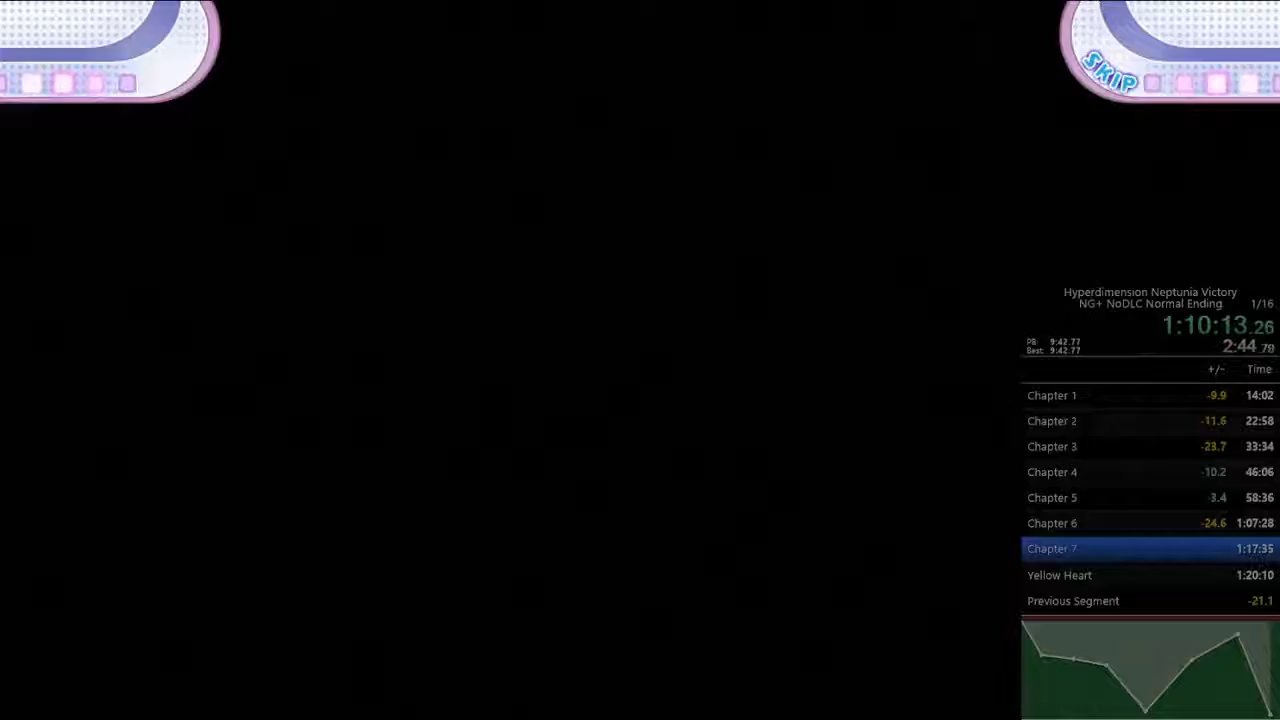 SKIP
Hyperdimension Neptunia Victory
NG+ NoDLC Normal Ending 1/16
1:10:13.26
PB: 9:42.77
Best: 9:42.77
2:44.78
+/- Time
Chapter 1 -9.9 14:02
Chapter 2 -11.6 22:58
Chapter 3 -23.7 33:34
Chapter 4 -10.2 46:06
Chapter 5 -3.4 58:36
Chapter 6 -24.6 1:07:28
Chapter 7 1:17:35
Yellow Heart 1:20:10
Previous Segment -21.1